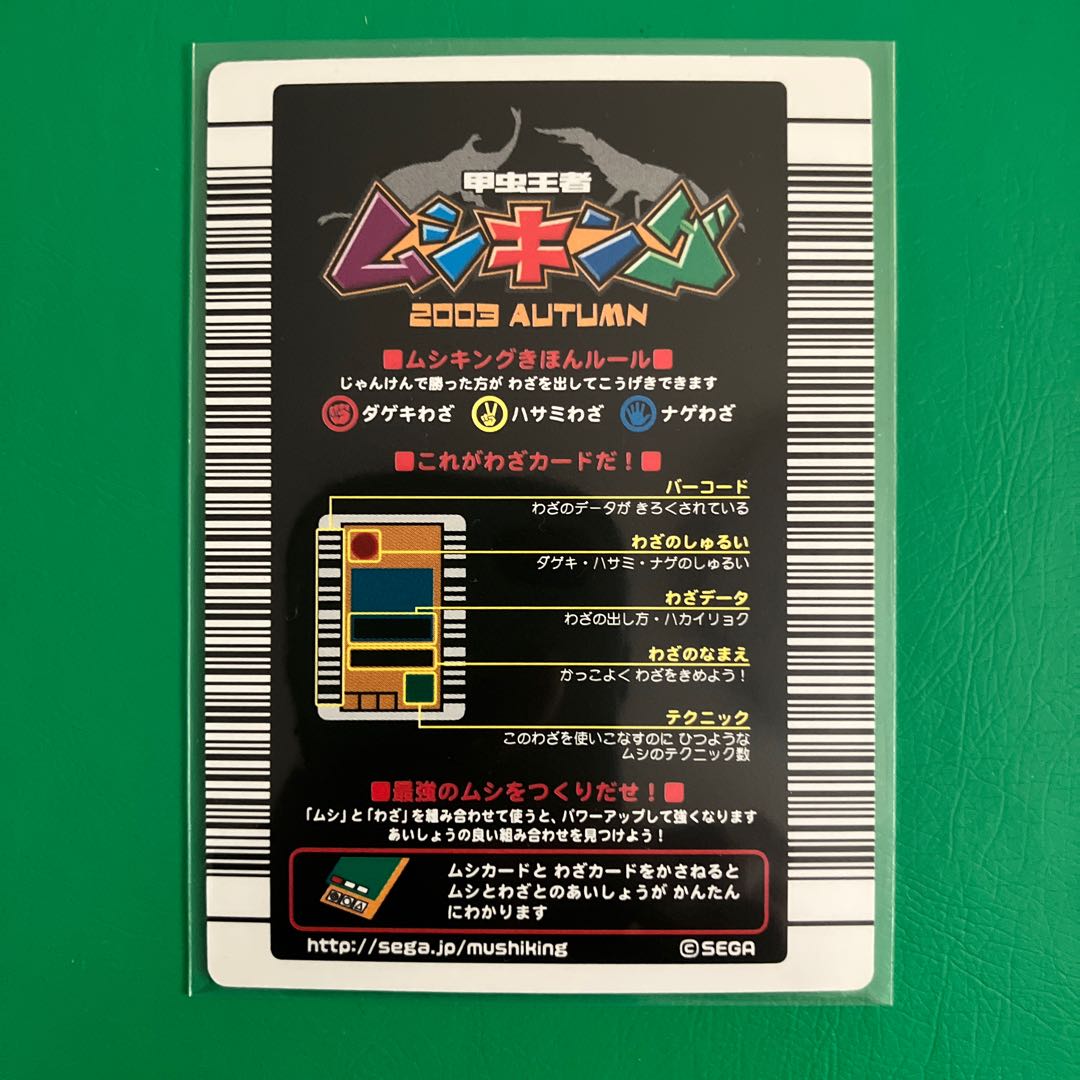 甲虫王者
ムシキング
2003 AUTUMN
■ムシキングきほんルール■
じゃんけんで勝った方が わざを出してこうげきできます
ダゲキわざ ハサミわざ ナゲわざ
■これがわざカードだ！■
バーコード
わざのデータが きろくされている
わざのしゅるい
ダゲキ・ハサミ・ナゲのしゅるい
わざデータ
わざの出し方・ハカイリョク
わざのなまえ
かっこよく わざをきめよう！
テクニック
このわざを使いこなすのに ひつような
ムシのテクニック数
■最強のムシをつくりだせ！■
「ムシ」と「わざ」を組み合わせて使うと、パワーアップして強くなります
あいしょうの良い組み合わせを見つけよう！
ムシカードと わざカードをかさねると
ムシとわざとのあいしょうが かんたん
にわかります
http://sega.jp/mushiking
©SEGA